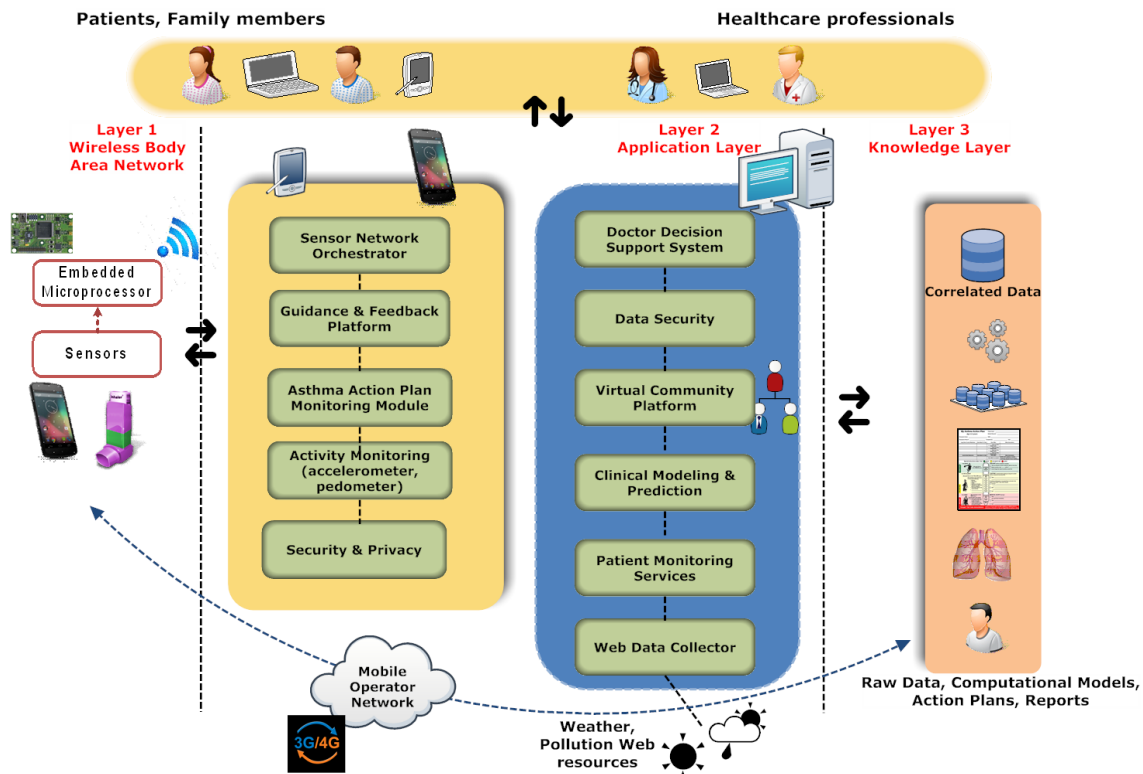 Patients, Family members
Healthcare professionals
Layer 1
Wireless Body
Area Network
Layer 2
Application Layer
Layer 3
Knowledge Layer
Embedded
Microprocessor
Sensors
Sensor Network
Orchestrator
Guidance & Feedback
Platform
Asthma Action Plan
Monitoring Module
Activity Monitoring
(accelerometer,
pedometer)
Security & Privacy
Doctor Decision
Support System
Data Security
Virtual Community
Platform
Clinical Modeling &
Prediction
Patient Monitoring
Services
Web Data Collector
Correlated Data
Raw Data, Computational Models,
Action Plans, Reports
Mobile
Operator
Network
3G/4G
Weather,
Pollution Web
resources